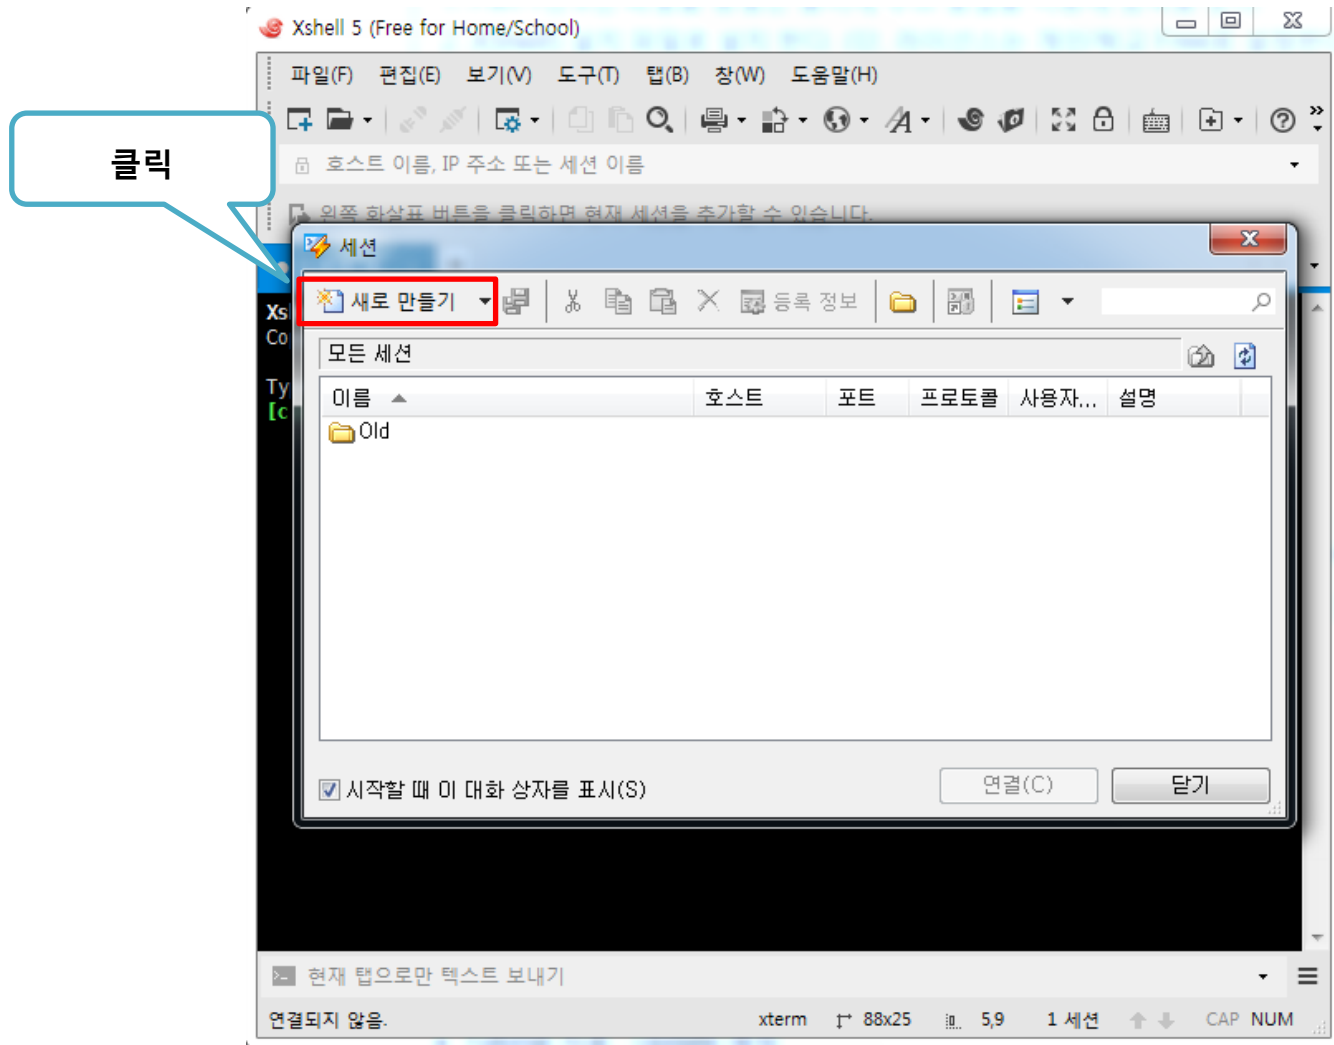 Xshell 5 (Free for Home/School)
파일(F) 편집(E) 보기(V) 도구(T) 탭(B) 창(W) 도움말(H)
클릭
호스트 이름, IP 주소 또는 세션 이름
왼쪽 화살표 버튼을 클릭하면 현재 세션을 추가할 수 있습니다.
세션
새로 만들기 등록 정보
Xs
Co
모든 세션
Ty
이름 호스트 포트 프로토콜 사용자... 설명
[c
Old
시작할 때 이 대화 상자를 표시(S) 연결(C) 닫기
현재 탭으로만 텍스트 보내기
연결되지 않음. xterm 88x25 5,9 1 세션 CAP NUM